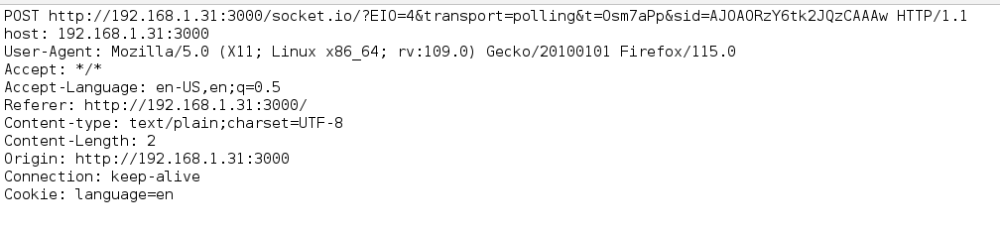 POST http://192.168.1.31:3000/socket.io/?EIO=4&transport=polling&t=Osm7aPp&sid=AJOAORzY6tk2JQzCAAAw HTTP/1.1
host: 192.168.1.31:3000
User-Agent: Mozilla/5.0 (X11; Linux x86_64; rv:109.0) Gecko/20100101 Firefox/115.0
Accept: */*
Accept-Language: en-US,en;q=0.5
Referer: http://192.168.1.31:3000/
Content-type: text/plain;charset=UTF-8
Content-Length: 2
Origin: http://192.168.1.31:3000
Connection: keep-alive
Cookie: language=en